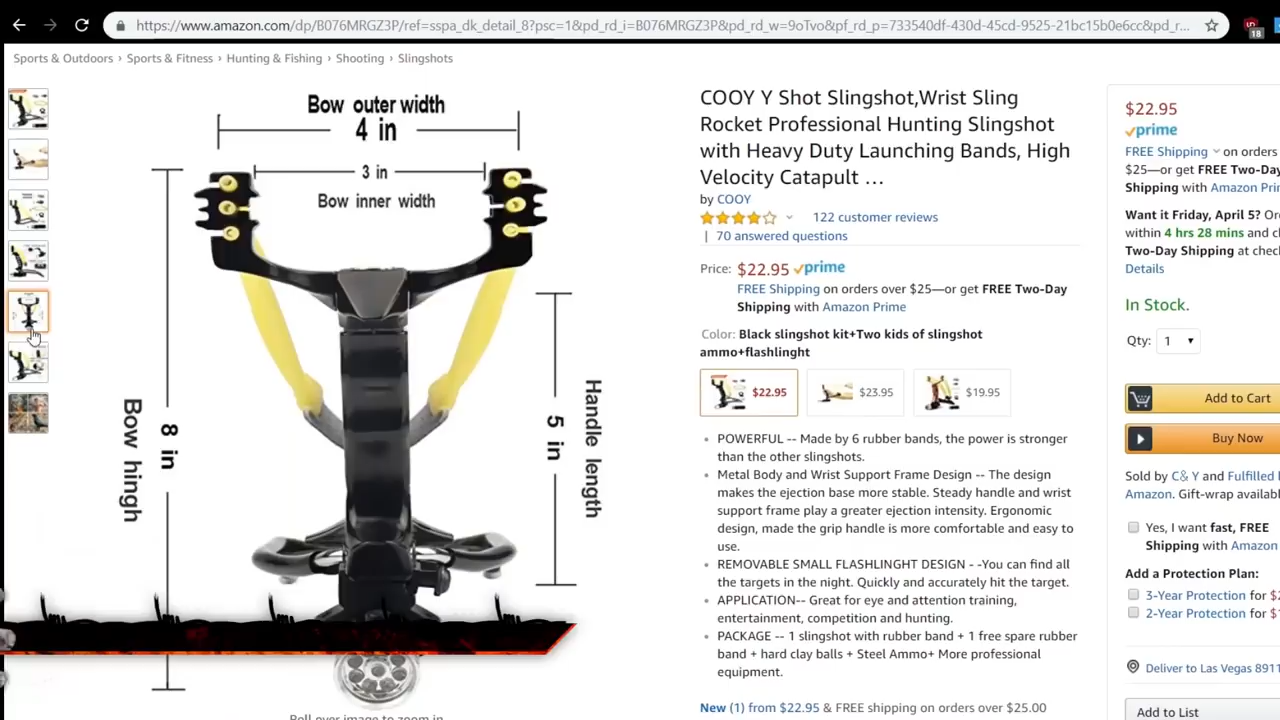 https://www.amazon.com/dp/B076MRGZ3P/ref=sspa_dk_detail_8?psc=1&pd_rd_i=B076MRGZ3P&pd_rd_w=9oTvo&pf_rd_p=733540df-430d-45cd-9525-21bc15b0e6cc&pd_r...
18
Sports & Outdoors › Sports & Fitness › Hunting & Fishing › Shooting › Slingshots
Bow outer width
4 in
3 in
Bow inner width
Bow hingh
8 in
5 in
Handle length
Roll over image to zoom in
COOY Y Shot Slingshot,Wrist Sling
Rocket Professional Hunting Slingshot
with Heavy Duty Launching Bands, High
Velocity Catapult …
by COOY
122 customer reviews
| 70 answered questions
Price: $22.95 prime
FREE Shipping on orders over $25—or get FREE Two-Day
Shipping with Amazon Prime
Color: Black slingshot kit+Two kids of slingshot
ammo+flashlinght
$22.95
$23.95
$19.95
POWERFUL -- Made by 6 rubber bands, the power is stronger
than the other slingshots.
Metal Body and Wrist Support Frame Design -- The design
makes the ejection base more stable. Steady handle and wrist
support frame play a greater ejection intensity. Ergonomic
design, made the grip handle is more comfortable and easy to
use.
REMOVABLE SMALL FLASHLINGHT DESIGN - -You can find all
the targets in the night. Quickly and accurately hit the target.
APPLICATION-- Great for eye and attention training,
entertainment, competition and hunting.
PACKAGE -- 1 slingshot with rubber band + 1 free spare rubber
band + hard clay balls + Steel Ammo+ More professional
equipment.
New (1) from $22.95 & FREE shipping on orders over $25.00
$22.95
prime
FREE Shipping on orders
$25—or get FREE Two-Day
Shipping with Amazon
Want it Friday, April 5?
within 4 hrs 28 mins and
Two-Day Shipping at
Details
In Stock.
Qty: 1
Add to Cart
Buy Now
Sold by C&Y and Fulfilled
Amazon. Gift-wrap
Yes, I want fast, FREE
Shipping with Amazon
Add a Protection Plan:
3-Year Protection for
2-Year Protection for
Deliver to Las Vegas 8911
Add to List